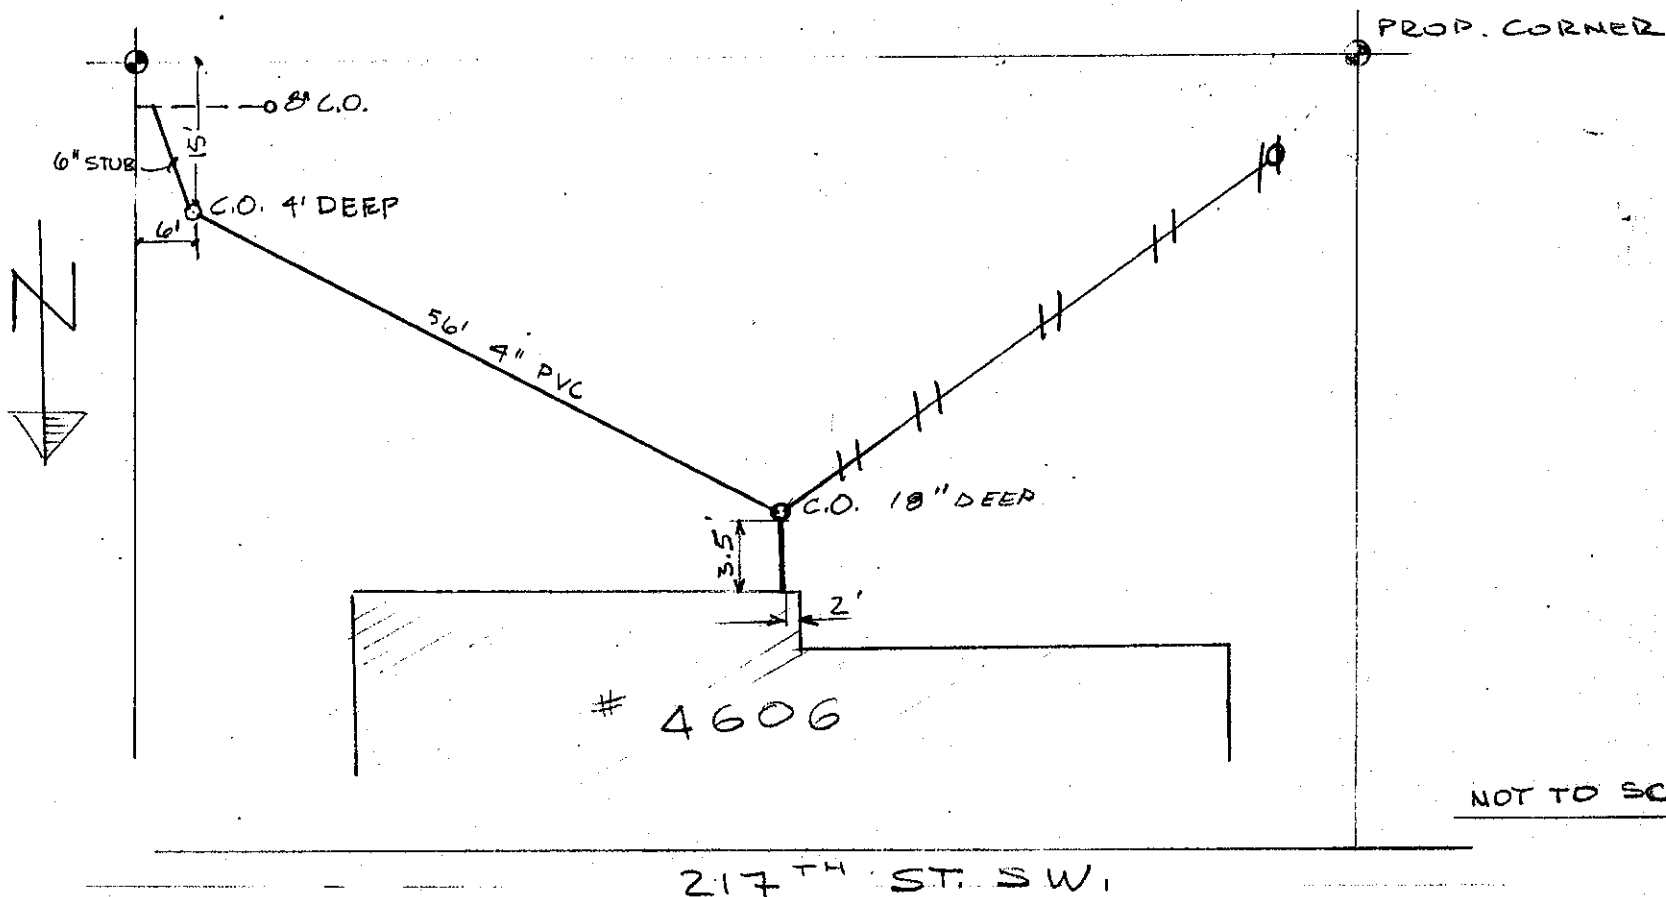 PROP. CORNER
8" C.O.
15'
6" STUB
C.O. 4' DEEP
6'
N
56'
4" PVC
C.O. 18" DEEP
3.5'
2'
# 4606
NOT TO SC
217TH ST. SW.